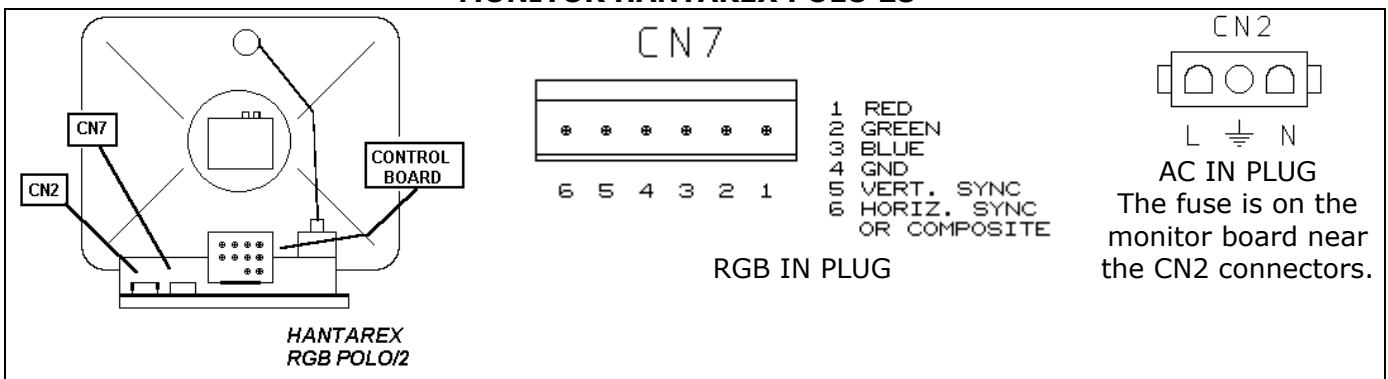 CN7
CN2
CONTROL
BOARD
HANTAREX
RGB POLO/2
CN7
6 5 4 3 2 1
1 RED
2 GREEN
3 BLUE
4 GND
5 VERT. SYNC
6 HORIZ. SYNC
OR COMPOSITE
RGB IN PLUG
CN2
L N
AC IN PLUG
The fuse is on the
monitor board near
the CN2 connectors.